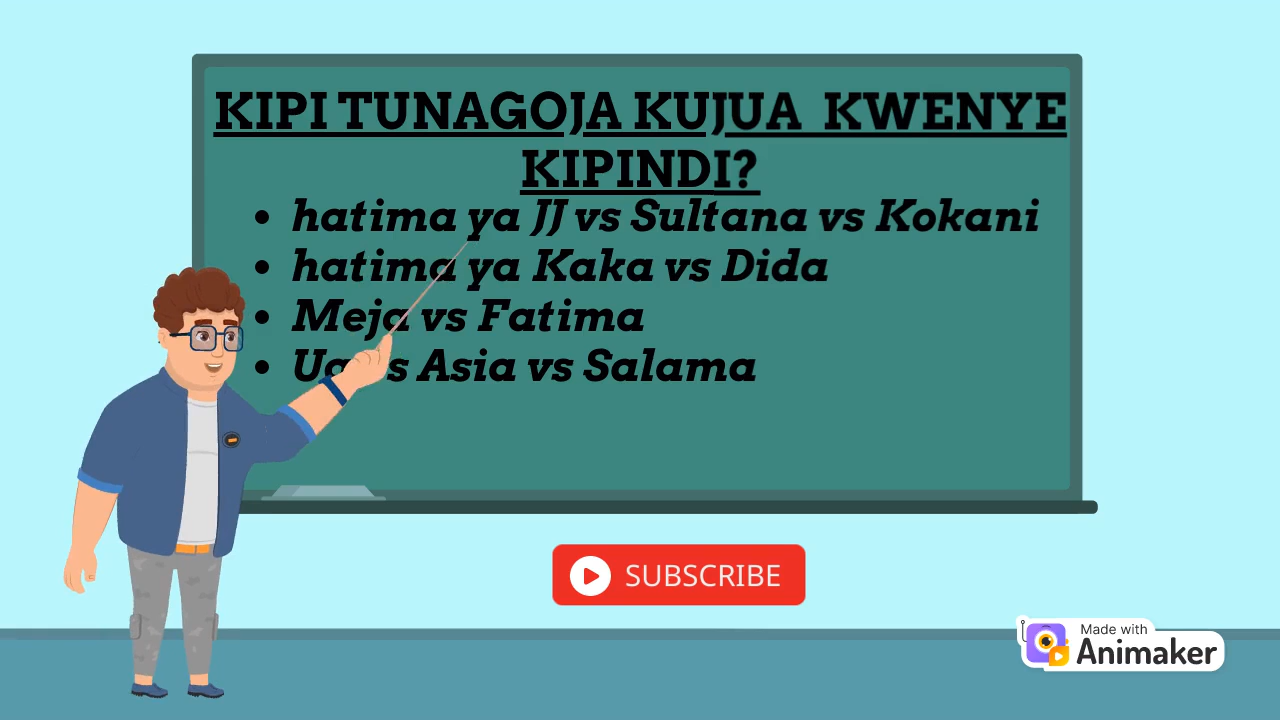 KIPI TUNAGOJA KUJUA KWENYE
KIPINDI?
• hatima ya JJ vs Sultana vs Kokani
• hatima ya Kaka vs Dida
• Meja vs Fatima
• Asia vs Salama
SUBSCRIBE
Made with
Animaker